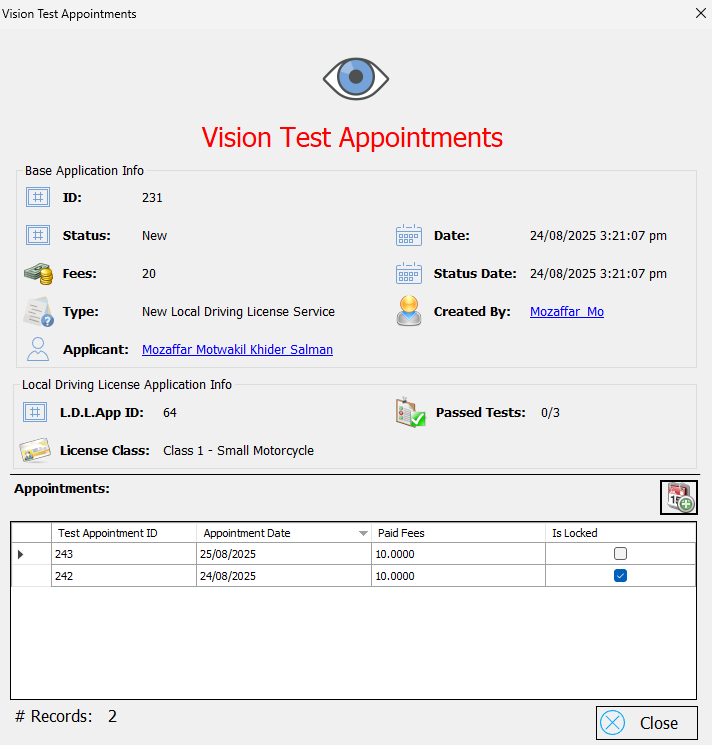 Vision Test Appointments
Vision Test Appointments
Base Application Info
ID: 231
Status: New
Date: 24/08/2025 3:21:07 pm
Fees: 20
Status Date: 24/08/2025 3:21:07 pm
Type: New Local Driving License Service
Created By: Mozaffar_Mo
Applicant: Mozaffar Motwakil Khider Salman
Local Driving License Application Info
L.D.L.App ID: 64
Passed Tests: 0/3
License Class: Class 1 - Small Motorcycle
Appointments:
Test Appointment ID Appointment Date Paid Fees Is Locked
243 25/08/2025 10.0000
242 24/08/2025 10.0000
# Records: 2
Close